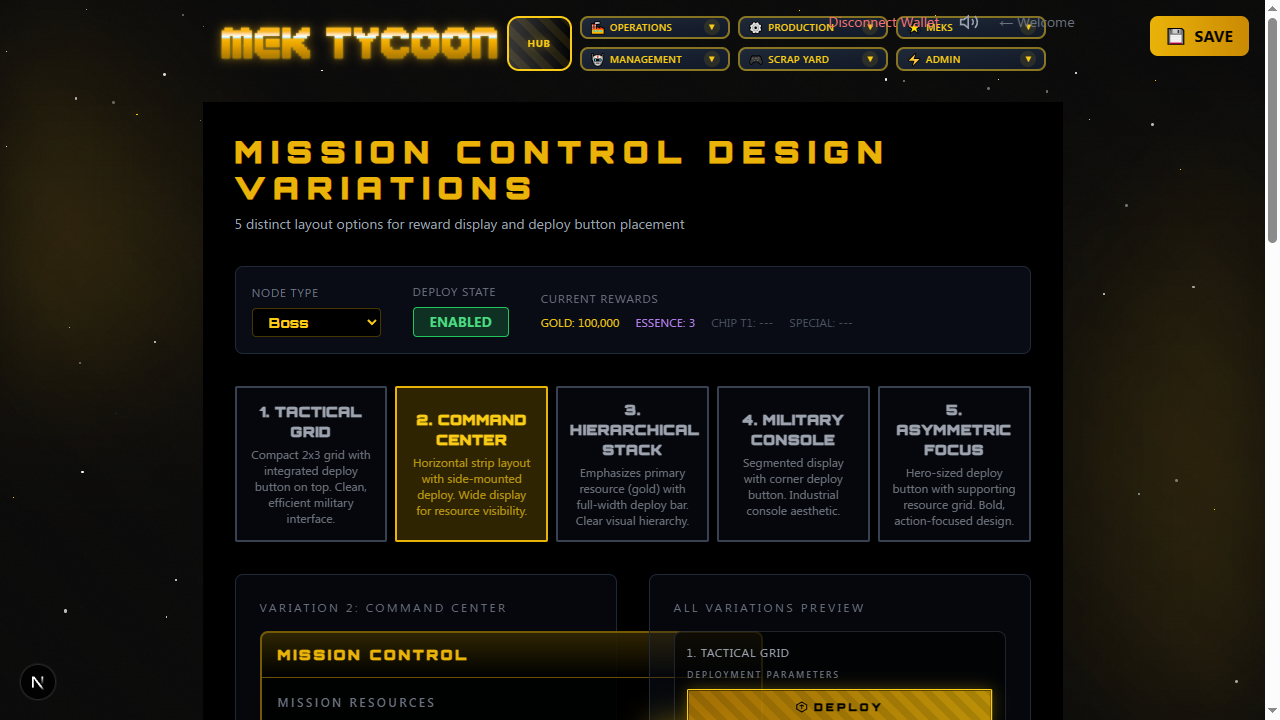 MEK TYCOON
HUB
OPERATIONS
PRODUCTION
MEKS
MANAGEMENT
SCRAP YARD
ADMIN
Disconnect Wallet
← Welcome
SAVE
MISSION CONTROL DESIGN
VARIATIONS
5 distinct layout options for reward display and deploy button placement
NODE TYPE
Boss
DEPLOY STATE
ENABLED
CURRENT REWARDS
GOLD: 100,000 ESSENCE: 3 CHIP T1: --- SPECIAL: ---
1. TACTICAL
GRID
Compact 2x3 grid with
integrated deploy
button on top. Clean,
efficient military
interface.
2. COMMAND
CENTER
Horizontal strip layout
with side-mounted
deploy. Wide display
for resource visibility.
3.
HIERARCHICAL
STACK
Emphasizes primary
resource (gold) with
full-width deploy bar.
Clear visual hierarchy.
4. MILITARY
CONSOLE
Segmented display
with corner deploy
button. Industrial
console aesthetic.
5.
ASYMMETRIC
FOCUS
Hero-sized deploy
button with supporting
resource grid. Bold,
action-focused design.
VARIATION 2: COMMAND CENTER
MISSION CONTROL
MISSION RESOURCES
ALL VARIATIONS PREVIEW
1. TACTICAL GRID
DEPLOYMENT PARAMETERS
DEPLOY
N